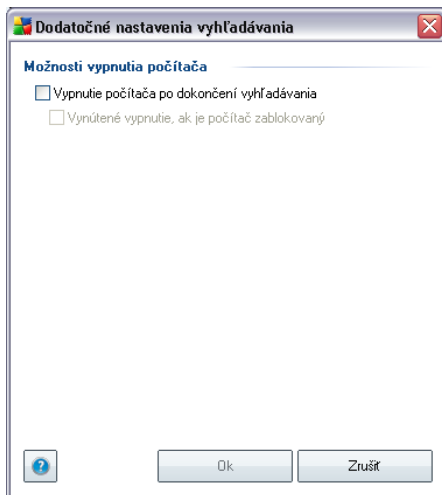 Dodatočné nastavenia vyhľadávania
Možnosti vypnutia počítača
Vypnutie počítača po dokončení vyhľadávania
Vynútené vypnutie, ak je počítač zablokovaný
Ok
Zrušiť